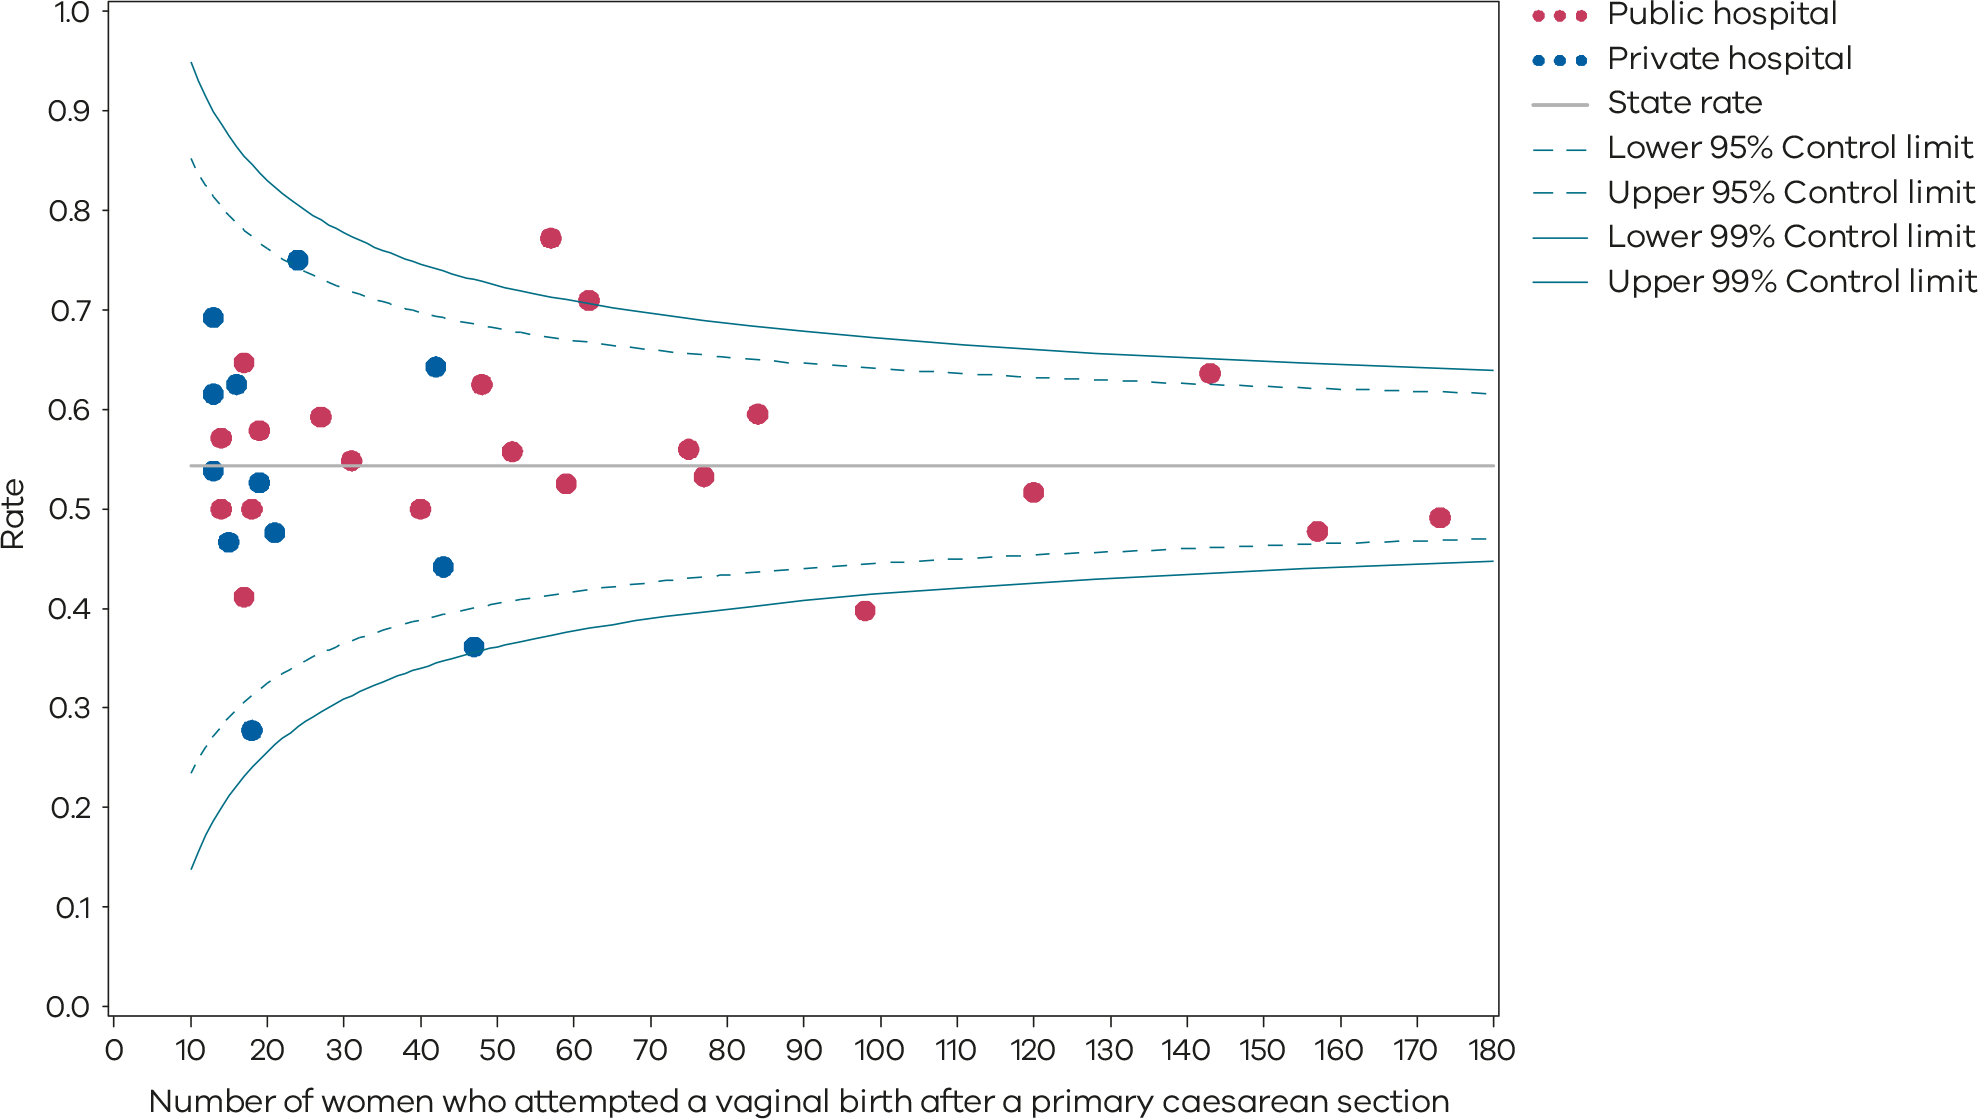 1.0
0.9
0.8
0.7
0.6
0.5
0.4
0.3
0.2
0.1
0.0
Rate
0 10 20 30 40 50 60 70 80 90 100 110 120 130 140 150 160 170 180
Number of women who attempted a vaginal birth after a primary caesarean section
Public hospital
Private hospital
State rate
Lower 95% Control limit
Upper 95% Control limit
Lower 99% Control limit
Upper 99% Control limit